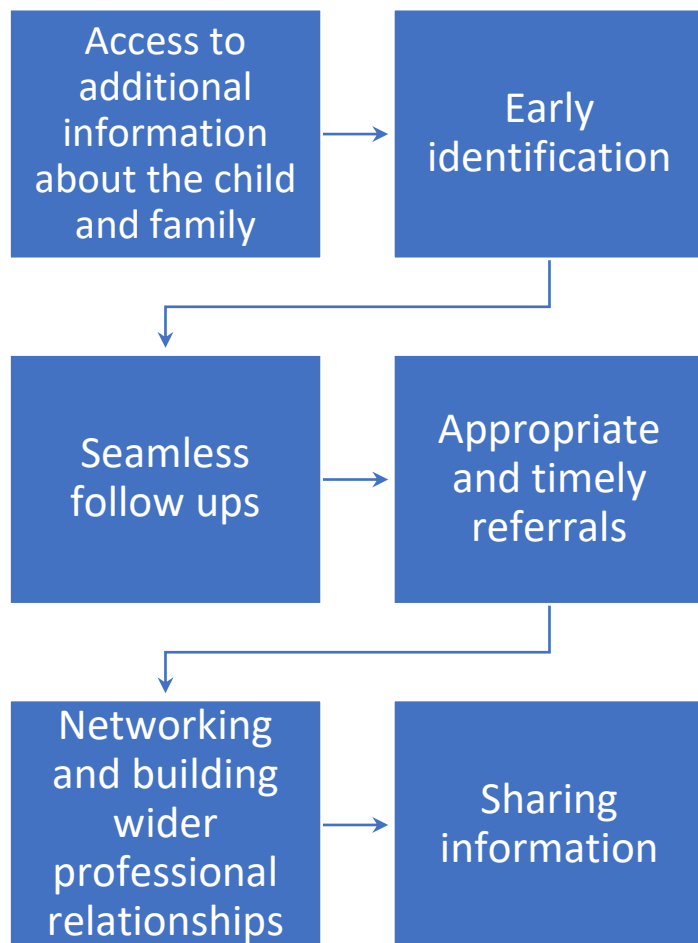 Access to
additional
information
about the child
and family
Early
identification
Seamless
follow ups
Appropriate
and timely
referrals
Networking
and building
wider
professional
relationships
Sharing
information